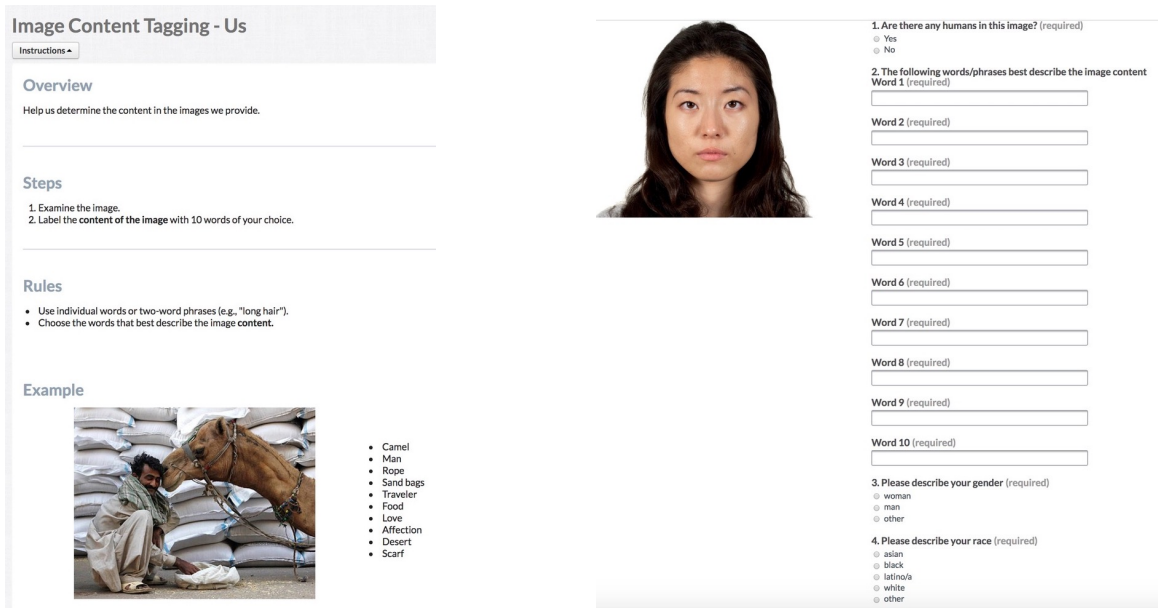 Image Content Tagging - Us
Instructions
Overview
Help us determine the content in the images we provide.
Steps
1. Examine the image.
2. Label the content of the image with 10 words of your choice.
Rules
• Use individual words or two-word phrases (e.g., "long hair").
• Choose the words that best describe the image content.
Example
• Camel
• Man
• Rope
• Sand bags
• Traveler
• Food
• Love
• Affection
• Desert
• Scarf
1. Are there any humans in this image? (required)
Yes
No
2. The following words/phrases best describe the image content
Word 1 (required)
Word 2 (required)
Word 3 (required)
Word 4 (required)
Word 5 (required)
Word 6 (required)
Word 7 (required)
Word 8 (required)
Word 9 (required)
Word 10 (required)
3. Please describe your gender (required)
woman
man
other
4. Please describe your race (required)
asian
black
latino/a
white
other